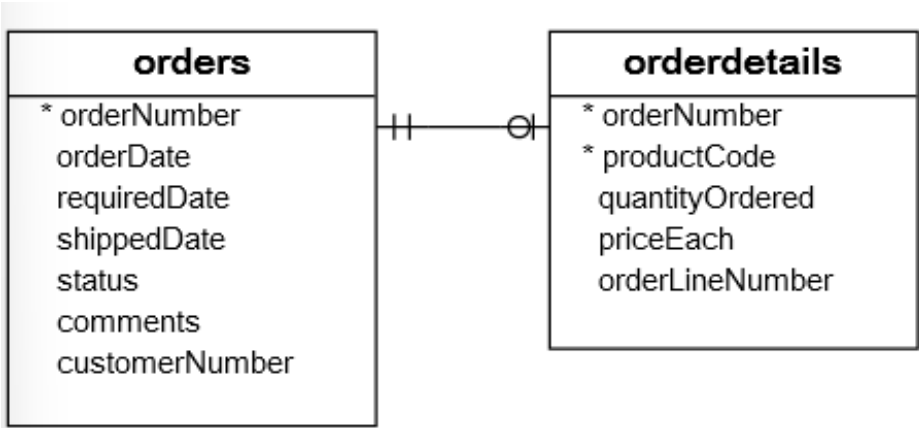 orders
* orderNumber
orderDate
requiredDate
shippedDate
status
comments
customerNumber
orderdetails
* orderNumber
* productCode
quantityOrdered
priceEach
orderLineNumber